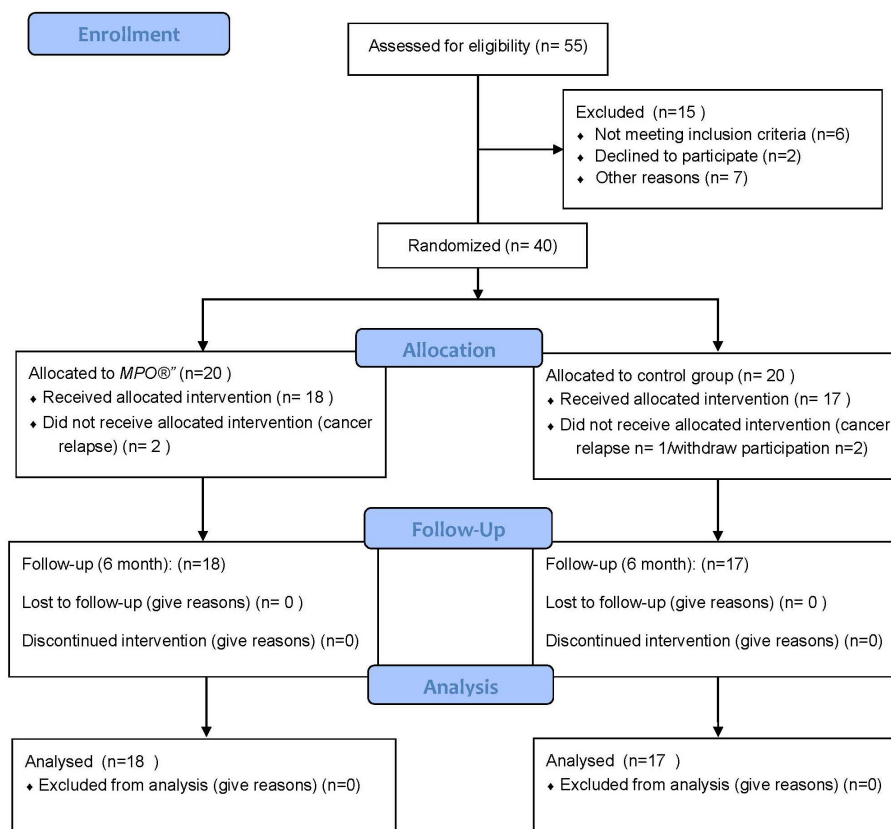 Enrollment
Assessed for eligibility (n= 55)
Excluded (n=15 )
♦ Not meeting inclusion criteria (n=6)
♦ Declined to participate (n=2)
♦ Other reasons (n= 7)
Randomized (n= 40)
Allocation
Allocated to MPO®” (n=20 )
♦ Received allocated intervention (n= 18 )
♦ Did not receive allocated intervention (cancer
relapse) (n= 2 )
Allocated to control group (n= 20 )
♦ Received allocated intervention (n= 17 )
♦ Did not receive allocated intervention (cancer
relapse n= 1/withdraw participation n=2)
Follow-Up
Follow-up (6 month): (n=18)
Lost to follow-up (give reasons) (n= 0 )
Discontinued intervention (give reasons) (n=0)
Follow-up (6 month): (n=17)
Lost to follow-up (give reasons) (n= 0 )
Discontinued intervention (give reasons) (n=0)
Analysis
Analysed (n=18 )
♦ Excluded from analysis (give reasons) (n=0)
Analysed (n=17 )
♦ Excluded from analysis (give reasons) (n=0)